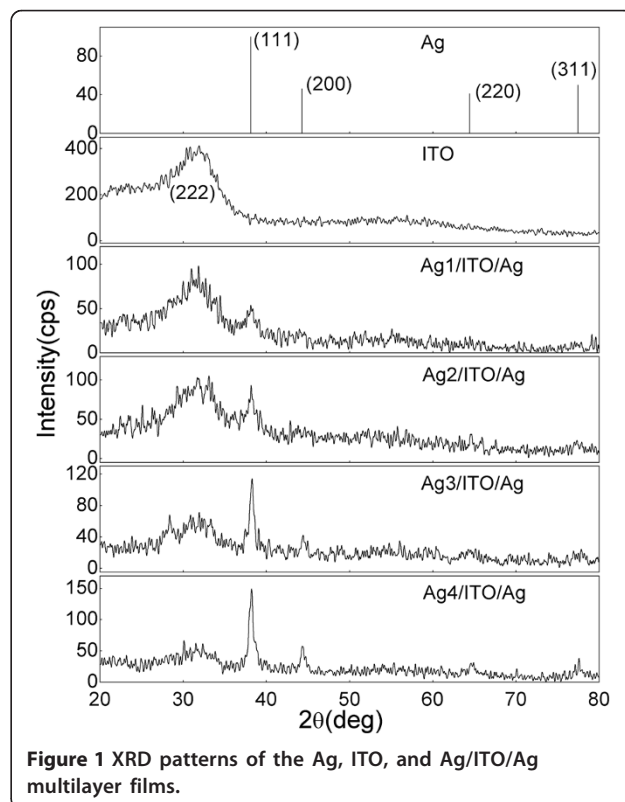 Ag
(111)
(200)
(220)
(311)
80
40
0
ITO
(222)
400
200
0
Ag1/ITO/Ag
100
50
0
Ag2/ITO/Ag
100
50
0
Ag3/ITO/Ag
120
80
40
0
Ag4/ITO/Ag
150
100
50
0
20 30 40 50 60 70 80
Intensity(cps)
2θ(deg)
Figure 1 XRD patterns of the Ag, ITO, and Ag/ITO/Ag
multilayer films.